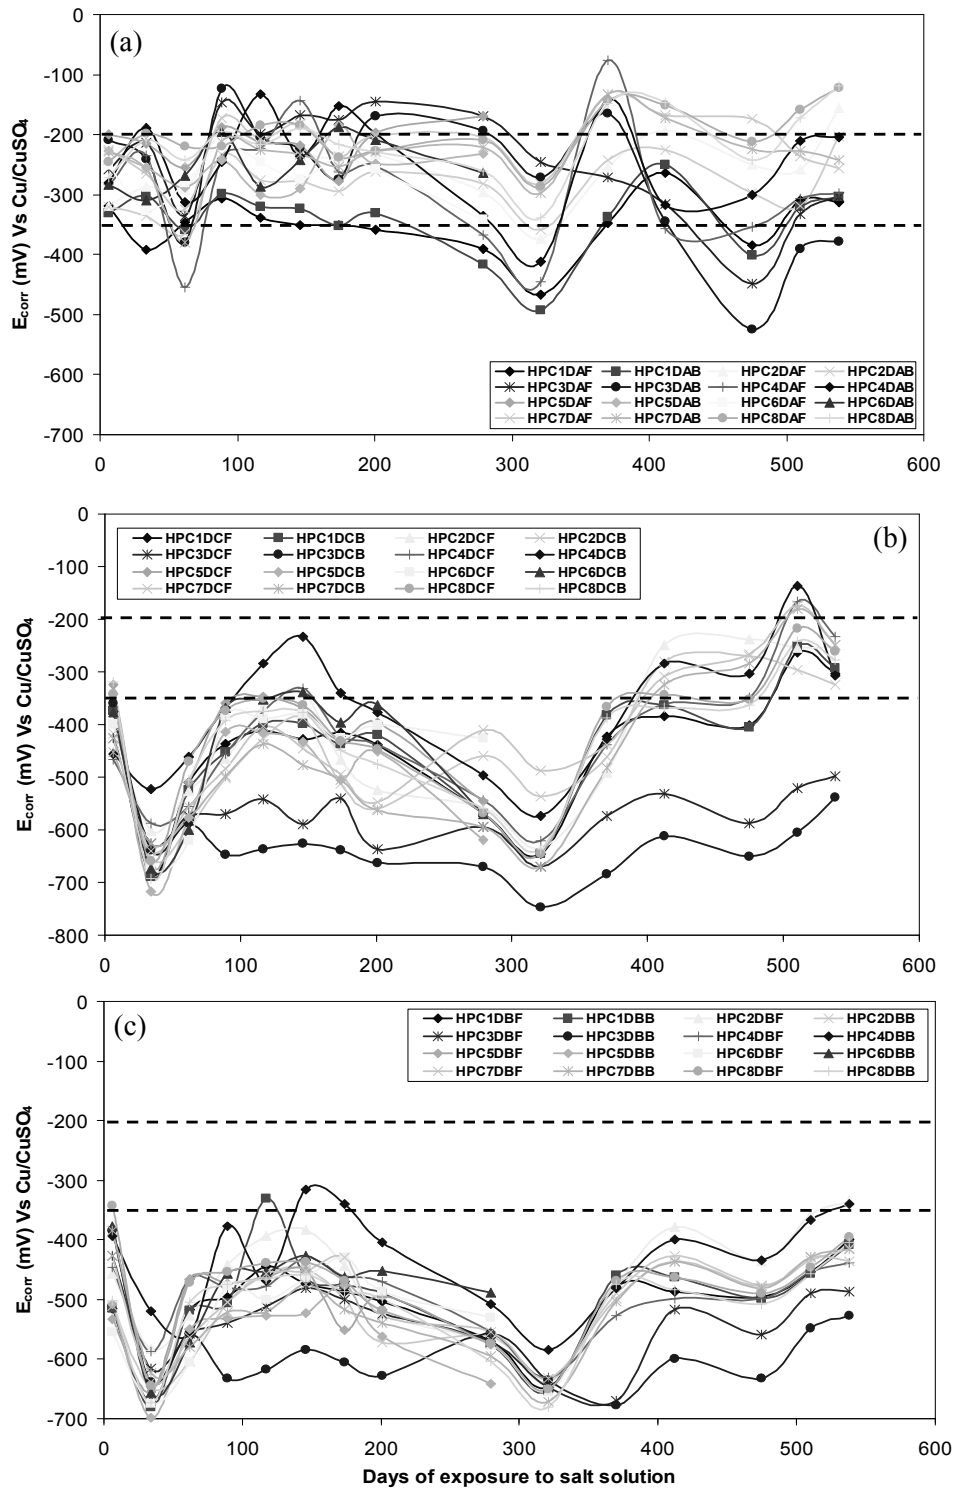 (a)
E_corr (mV) Vs Cu/CuSO₄
0
-100
-200
-300
-400
-500
-600
-700
HPC1DAF HPC1DAB HPC2DAF HPC2DAB
HPC3DAF HPC3DAB HPC4DAF HPC4DAB
HPC5DAF HPC5DAB HPC6DAF HPC6DAB
HPC7DAF HPC7DAB HPC8DAF HPC8DAB
0 100 200 300 400 500 600
(b)
E_corr (mV) Vs Cu/CuSO₄
0
-100
-200
-300
-400
-500
-600
-700
-800
HPC1DCF HPC1DCB HPC2DCF HPC2DCB
HPC3DCF HPC3DCB HPC4DCF HPC4DCB
HPC5DCF HPC5DCB HPC6DCF HPC6DCB
HPC7DCF HPC7DCB HPC8DCF HPC8DCB
0 100 200 300 400 500 600
(c)
E_corr (mV) Vs Cu/CuSO₄
0
-100
-200
-300
-400
-500
-600
-700
HPC1DBF HPC1DBB HPC2DBF HPC2DBB
HPC3DBF HPC3DBB HPC4DBF HPC4DBB
HPC5DBF HPC5DBB HPC6DBF HPC6DBB
HPC7DBF HPC7DBB HPC8DBF HPC8DBB
0 100 200 300 400 500 600
Days of exposure to salt solution